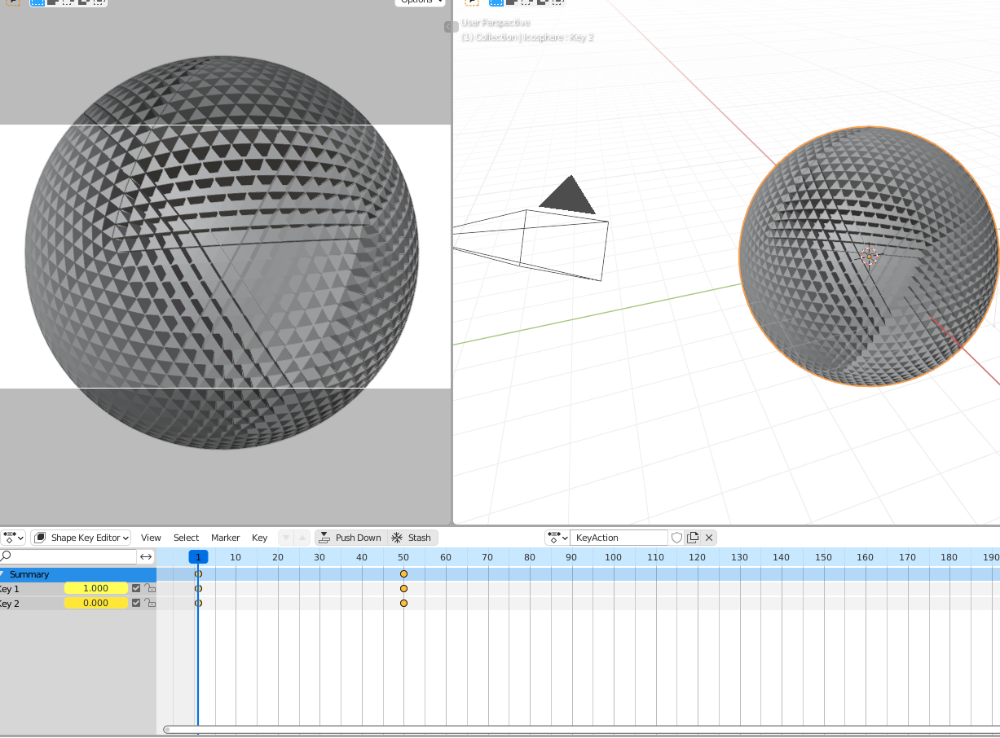 Options
User Perspective
(1) Collection | Icosphere : Key 2
Shape Key Editor View Select Marker Key Push Down Stash KeyAction
1 10 20 30 40 50 60 70 80 90 100 110 120 130 140 150 160 170 180 190
Summary
Key 1 1.000
Key 2 0.000